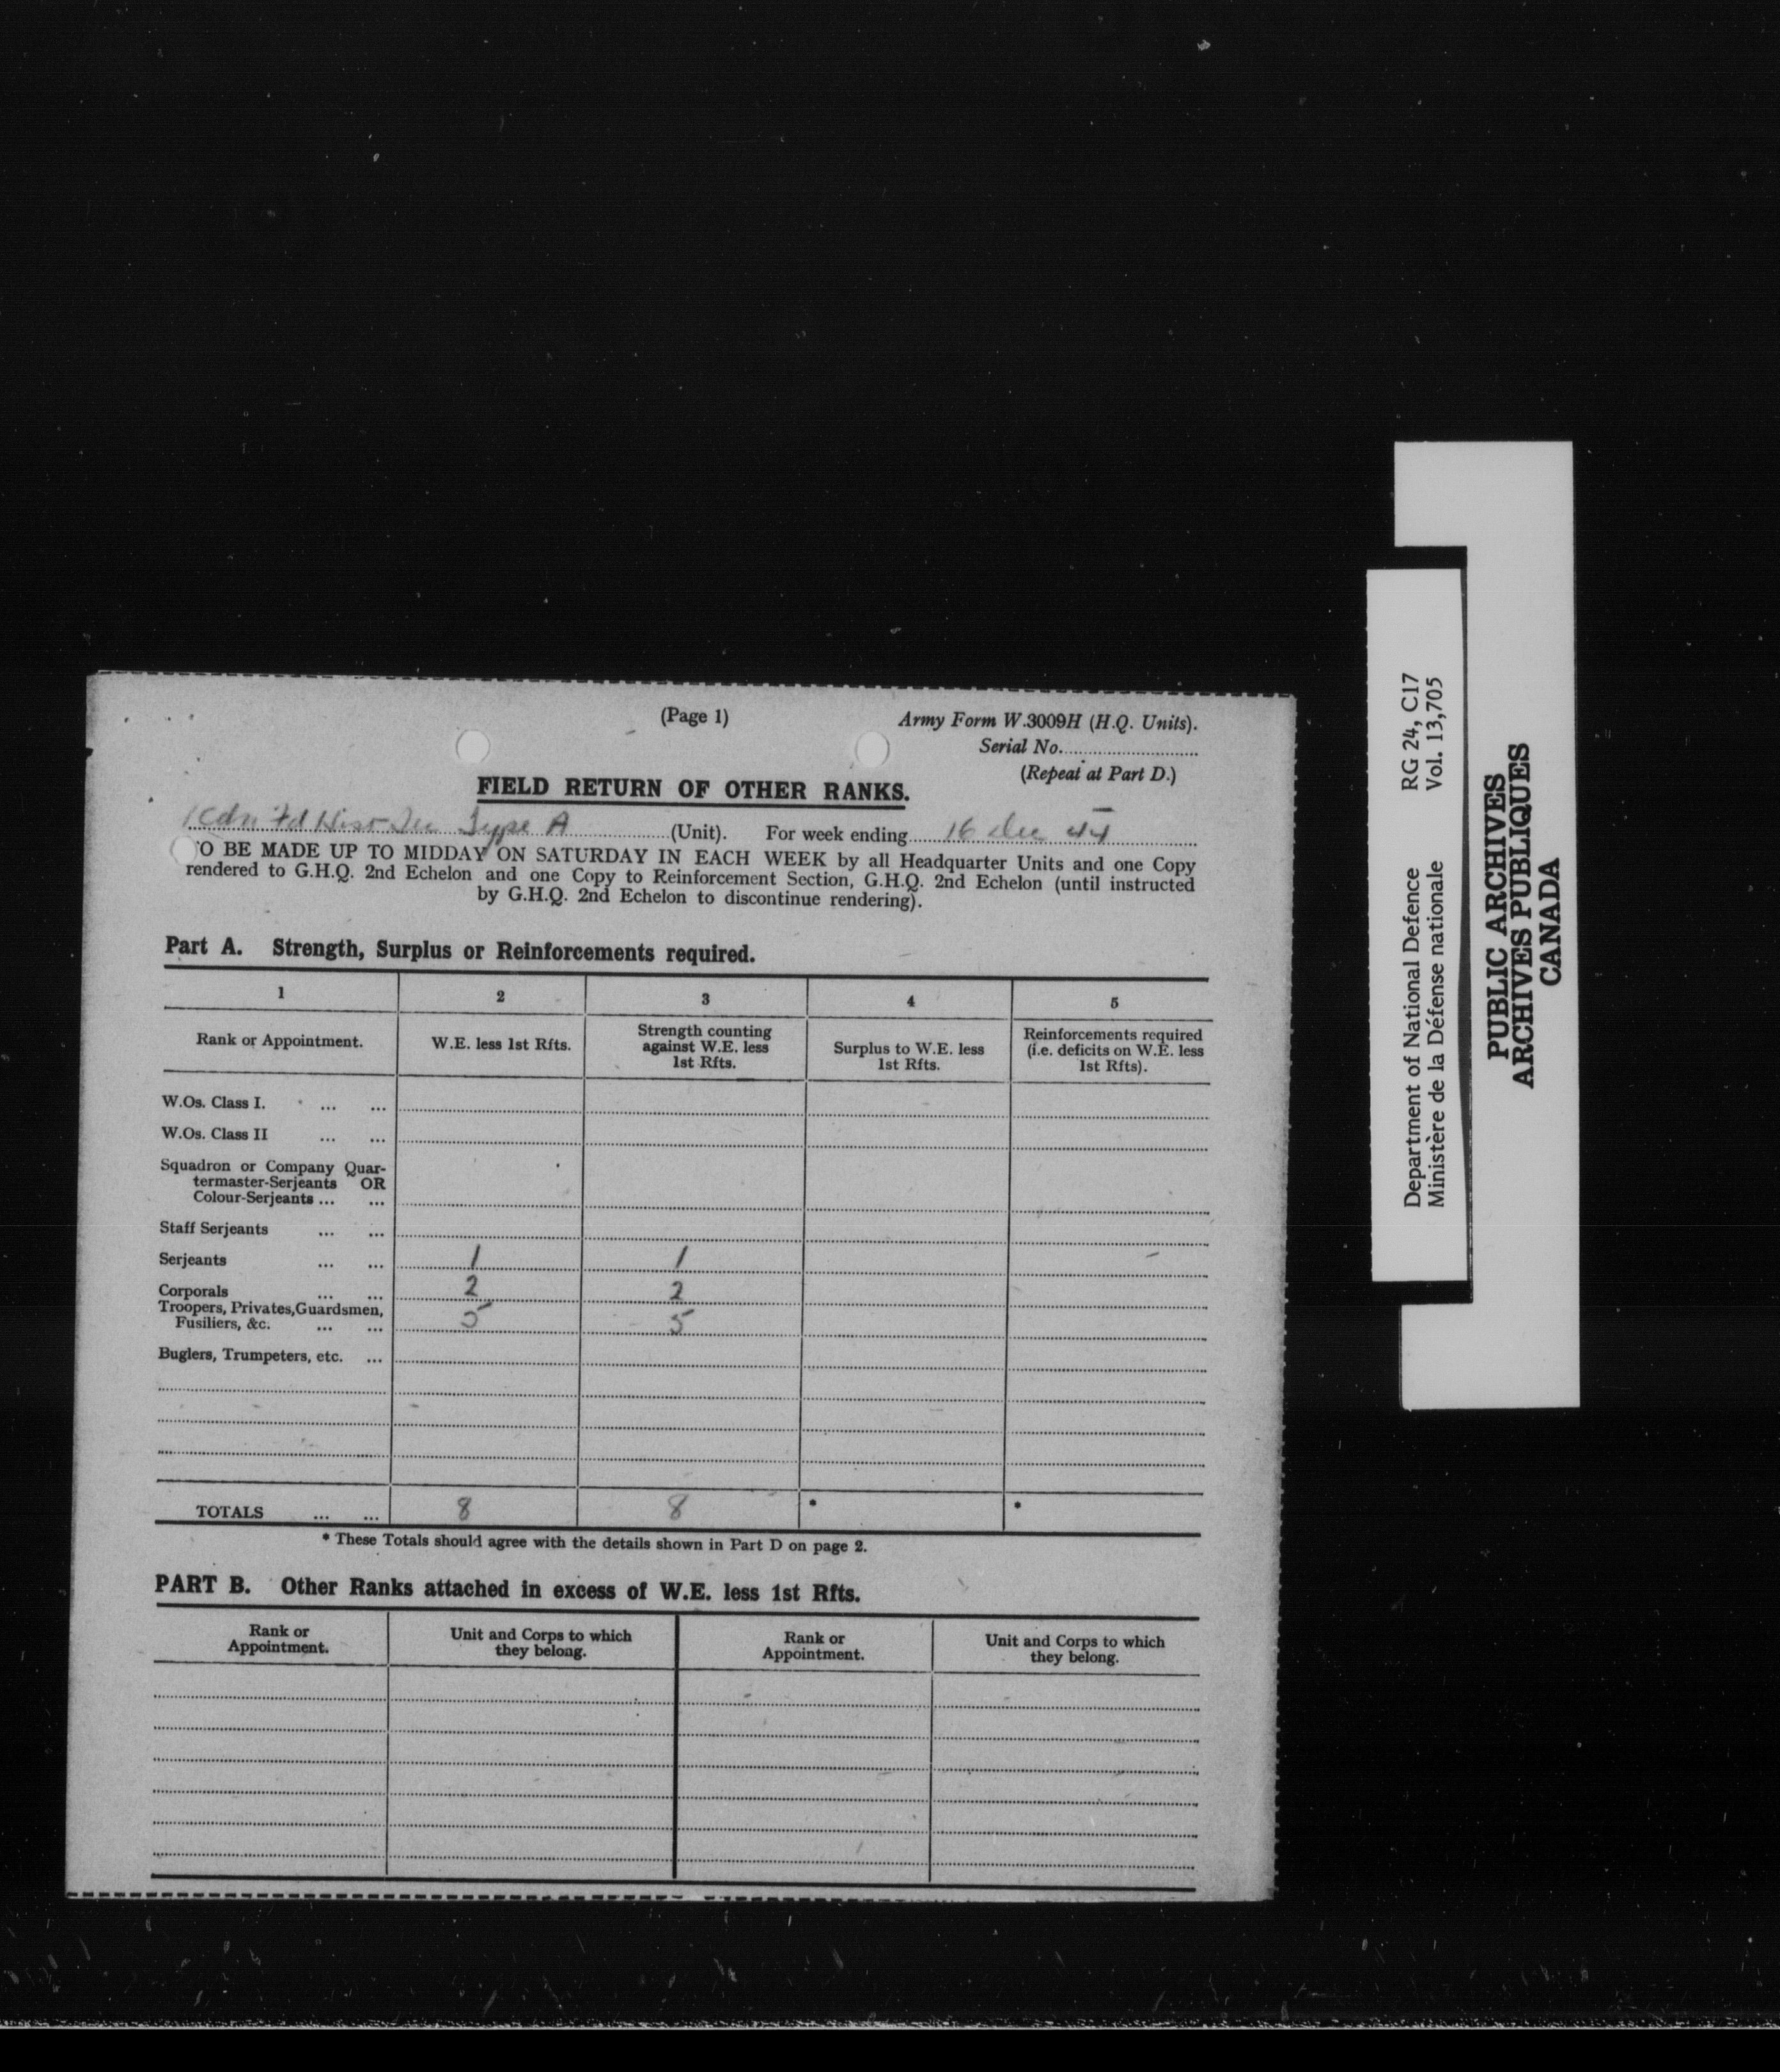 (Page 1)
Army Form W.3009H (H.Q. Units).
Serial No..........................
(Repeat at Part D.)
FIELD RETURN OF OTHER RANKS.
1 Cdn Fd Hist Sec Type A (Unit). For week ending 16 Dec 44
TO BE MADE UP TO MIDDAY ON SATURDAY IN EACH WEEK by all Headquarter Units and one Copy
rendered to G.H.Q. 2nd Echelon and one Copy to Reinforcement Section, G.H.Q. 2nd Echelon (until instructed
by G.H.Q. 2nd Echelon to discontinue rendering).
Part A. Strength, Surplus or Reinforcements required.
1 2 3 4 5
Rank or Appointment.
W.E. less 1st Rfts.
Strength counting
against W.E. less
1st Rfts.
Surplus to W.E. less
1st Rfts.
Reinforcements required
(i.e. deficits on W.E. less
1st Rfts).
W.Os. Class I. ... ...
W.Os. Class II ... ...
Squadron or Company Quar-
termaster-Serjeants OR
Colour-Serjeants ... ...
Staff Serjeants ... ...
Serjeants ... ... 1 1 -
Corporals ... ... 2 2
Troopers, Privates, Guardsmen,
Fusiliers, &c. ... ... 5 5
Buglers, Trumpeters, etc. ...
TOTALS ... ... 8 8 * *
* These Totals should agree with the details shown in Part D on page 2.
PART B. Other Ranks attached in excess of W.E. less 1st Rfts.
Rank or
Appointment.
Unit and Corps to which
they belong.
Rank or
Appointment.
Unit and Corps to which
they belong.
Department of National Defence RG 24, C17
Ministère de la Défense nationale Vol. 13,705
PUBLIC ARCHIVES
ARCHIVES PUBLIQUES
CANADA